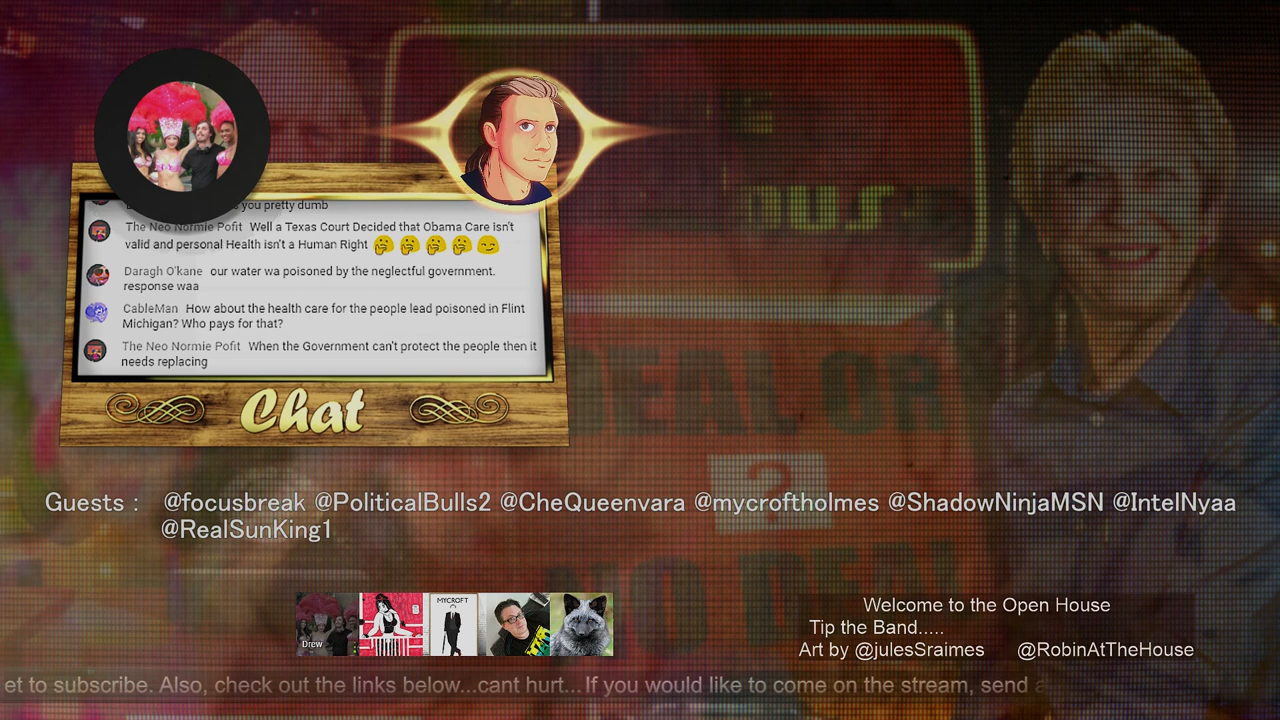 you pretty dumb
The Neo Normie Pofit Well a Texas Court Decided that Obama Care isn't
valid and personal Health isn't a Human Right
Daragh O'kane our water wa poisoned by the neglectful government.
response waa
CableMan How about the health care for the people lead poisoned in Flint
Michigan? Who pays for that?
The Neo Normie Pofit When the Government can't protect the people then it
needs replacing
Chat
DEAL OR
?
NO DEAL
Guests : @focusbreak @PoliticalBulls2 @CheQueenvara @mycroftholmes @ShadowNinjaMSN @IntelNyaa
@RealSunKing1
MYCROFT
Drew
Welcome to the Open House
Tip the Band.....
Art by @julesSraimes @RobinAtTheHouse
et to subscribe. Also, check out the links below...cant hurt... If you would like to come on the stream, send